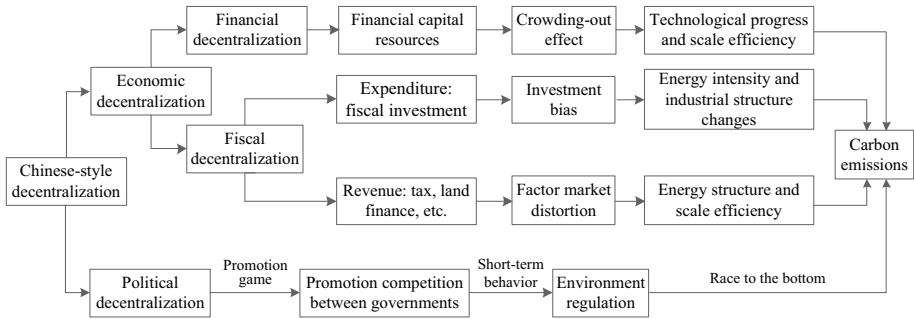 Financial
decentralization
Financial capital
resources
Crowding-out
effect
Technological progress
and scale efficiency
Economic
decentralization
Expenditure:
fiscal investment
Investment
bias
Energy intensity and
industrial structure
changes
Fiscal
decentralization
Carbon
emissions
Chinese-style
decentralization
Revenue: tax, land
finance, etc.
Factor market
distortion
Energy structure and
scale efficiency
Political
decentralization
Promotion
game
Promotion competition
between governments
Short-term
behavior
Environment
regulation
Race to the bottom